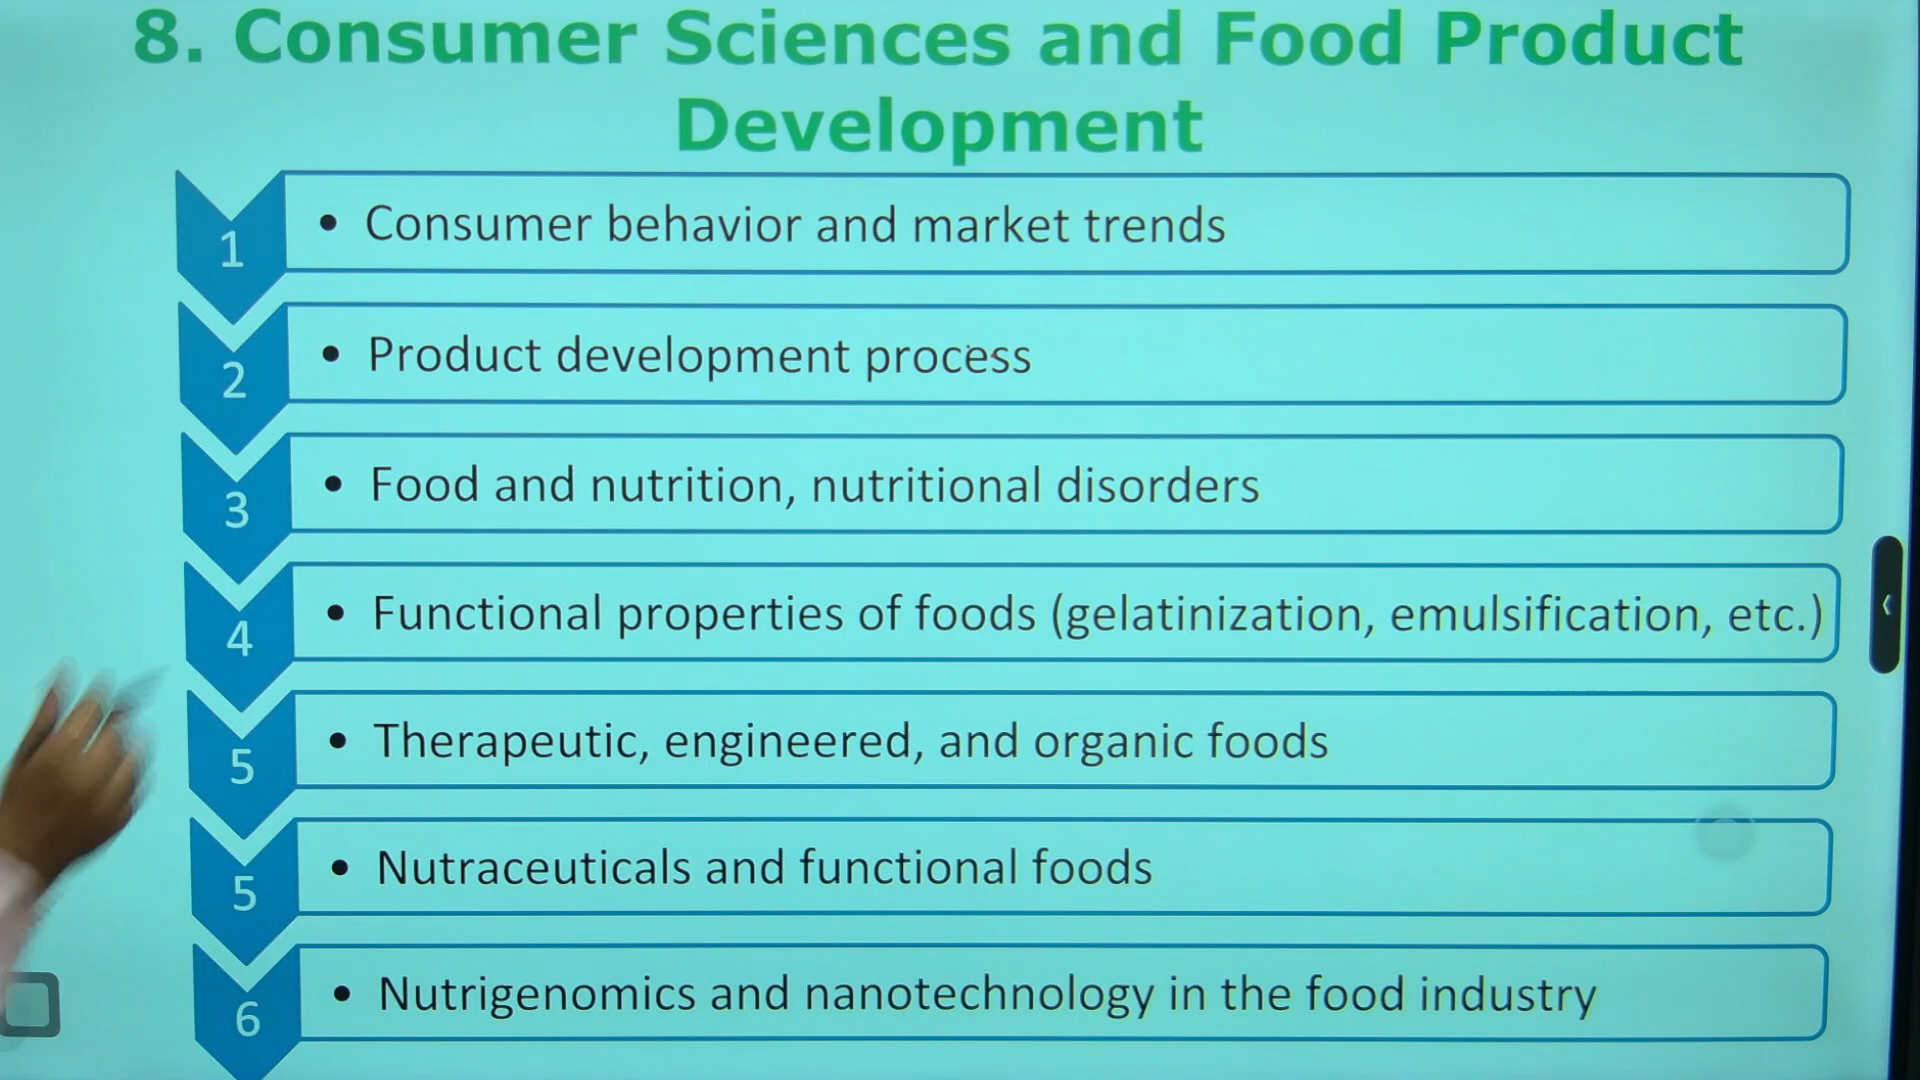 8. Consumer Sciences and Food Product
Development
1
• Consumer behavior and market trends
2
• Product development process
3
• Food and nutrition, nutritional disorders
4
• Functional properties of foods (gelatinization, emulsification, etc.)
5
• Therapeutic, engineered, and organic foods
5
• Nutraceuticals and functional foods
6
• Nutrigenomics and nanotechnology in the food industry